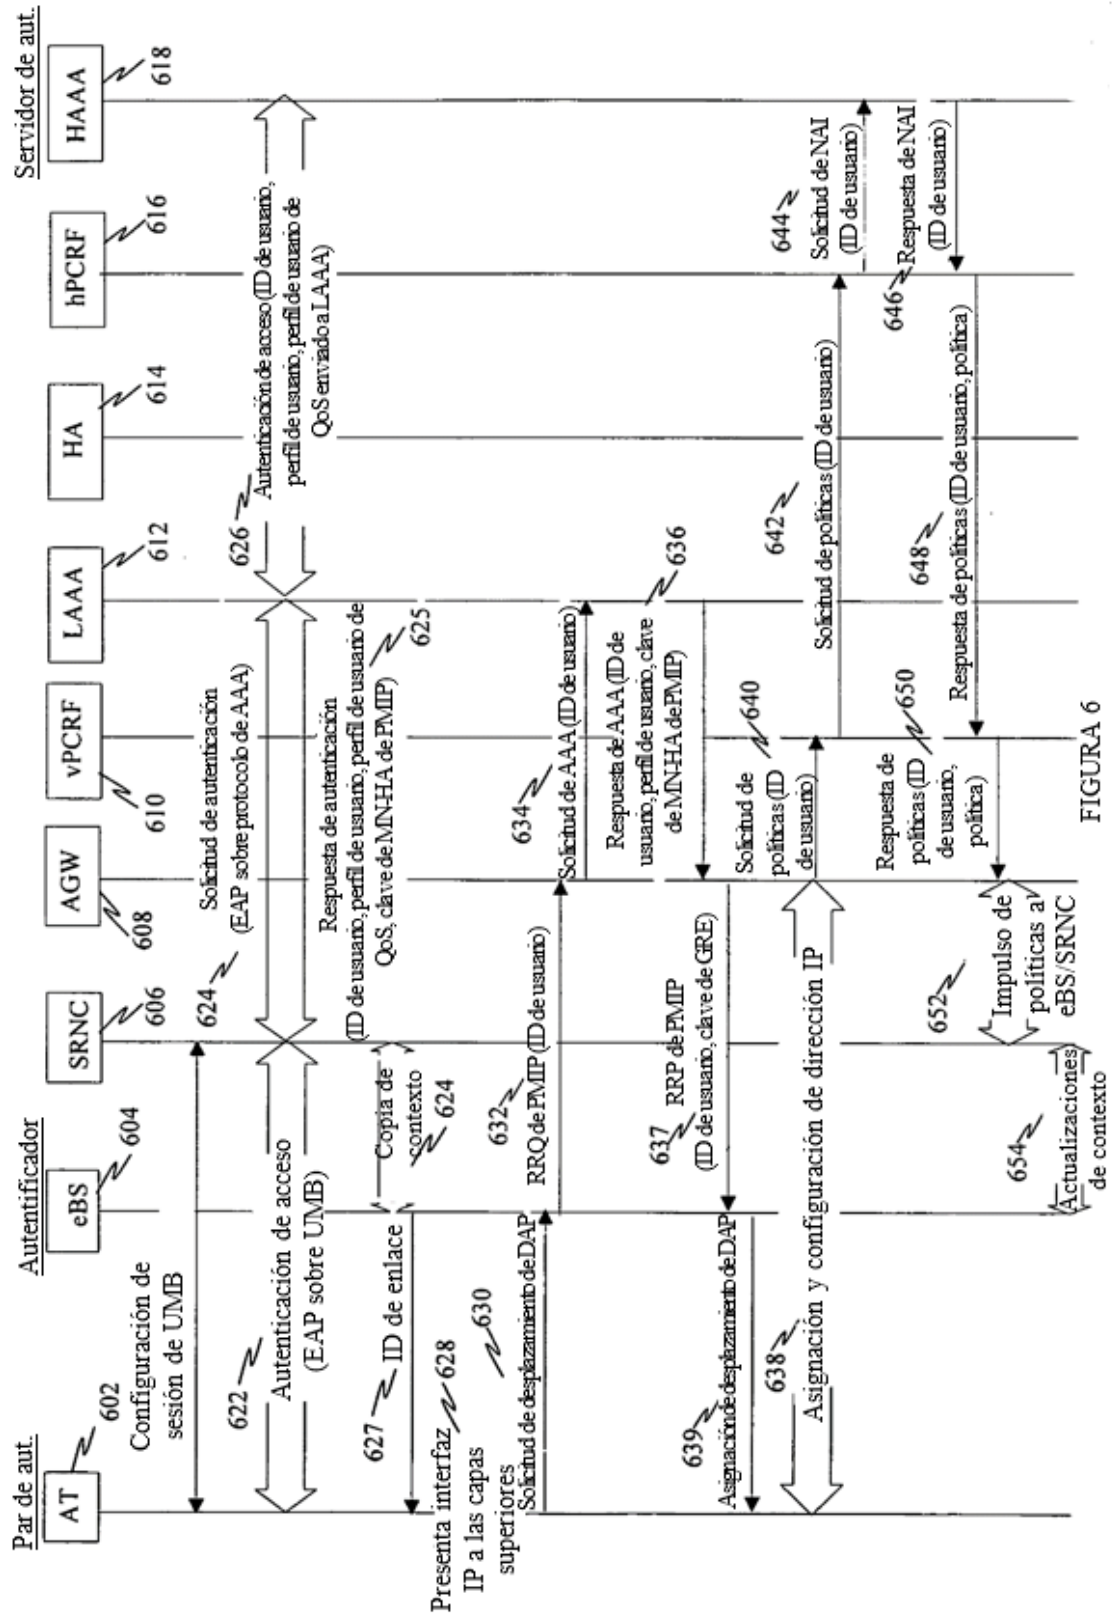 Par de aut.
Autentificador
Servidor de aut.
AT
eBS
SRNC
AGW
vPCRF
LAAA
HA
hPCRF
HAAA
602
604
606
608
610
612
614
616
618
Configuración de
sesión de UMB
622
Autenticación de acceso
(EAP sobre UMB)
624
Solicitud de autenticación
(EAP sobre protocolo de AAA)
626
Autenticación de acceso (ID de usuario,
perfil de usuario, perfil de usuario de
QoS enviado a LAAA)
Respuesta de autenticación
(ID de usuario, perfil de usuario, perfil de usuario de
QoS, clave de MN-HA de PMIP)
625
Copia de
contexto
624
627
ID de enlace
Presenta interfaz
IP a las capas
superiores
628
630
Solicitud de desplazamiento de DAP
632
RRQ de PMIP (ID de usuario)
634
Solicitud de AAA (ID de usuario)
636
Respuesta de AAA (ID de
usuario, perfil de usuario, clave
de MN-HA de PMIP)
637
RRP de PMIP
(ID de usuario, clave de GRE)
639
Asignación de desplazamiento de DAP
638
Asignación y configuración de dirección IP
640
Solicitud de
políticas (ID
de usuario)
642
Solicitud de políticas (ID de usuario)
644
Solicitud de NAI
(ID de usuario)
646
Respuesta de NAI
(ID de usuario)
648
Respuesta de políticas (ID de usuario, política)
650
Respuesta de
políticas (ID
de usuario,
política)
652
Impulso de
políticas a
eBS/SRNC
654
Actualizaciones
de contexto
FIGURA 6